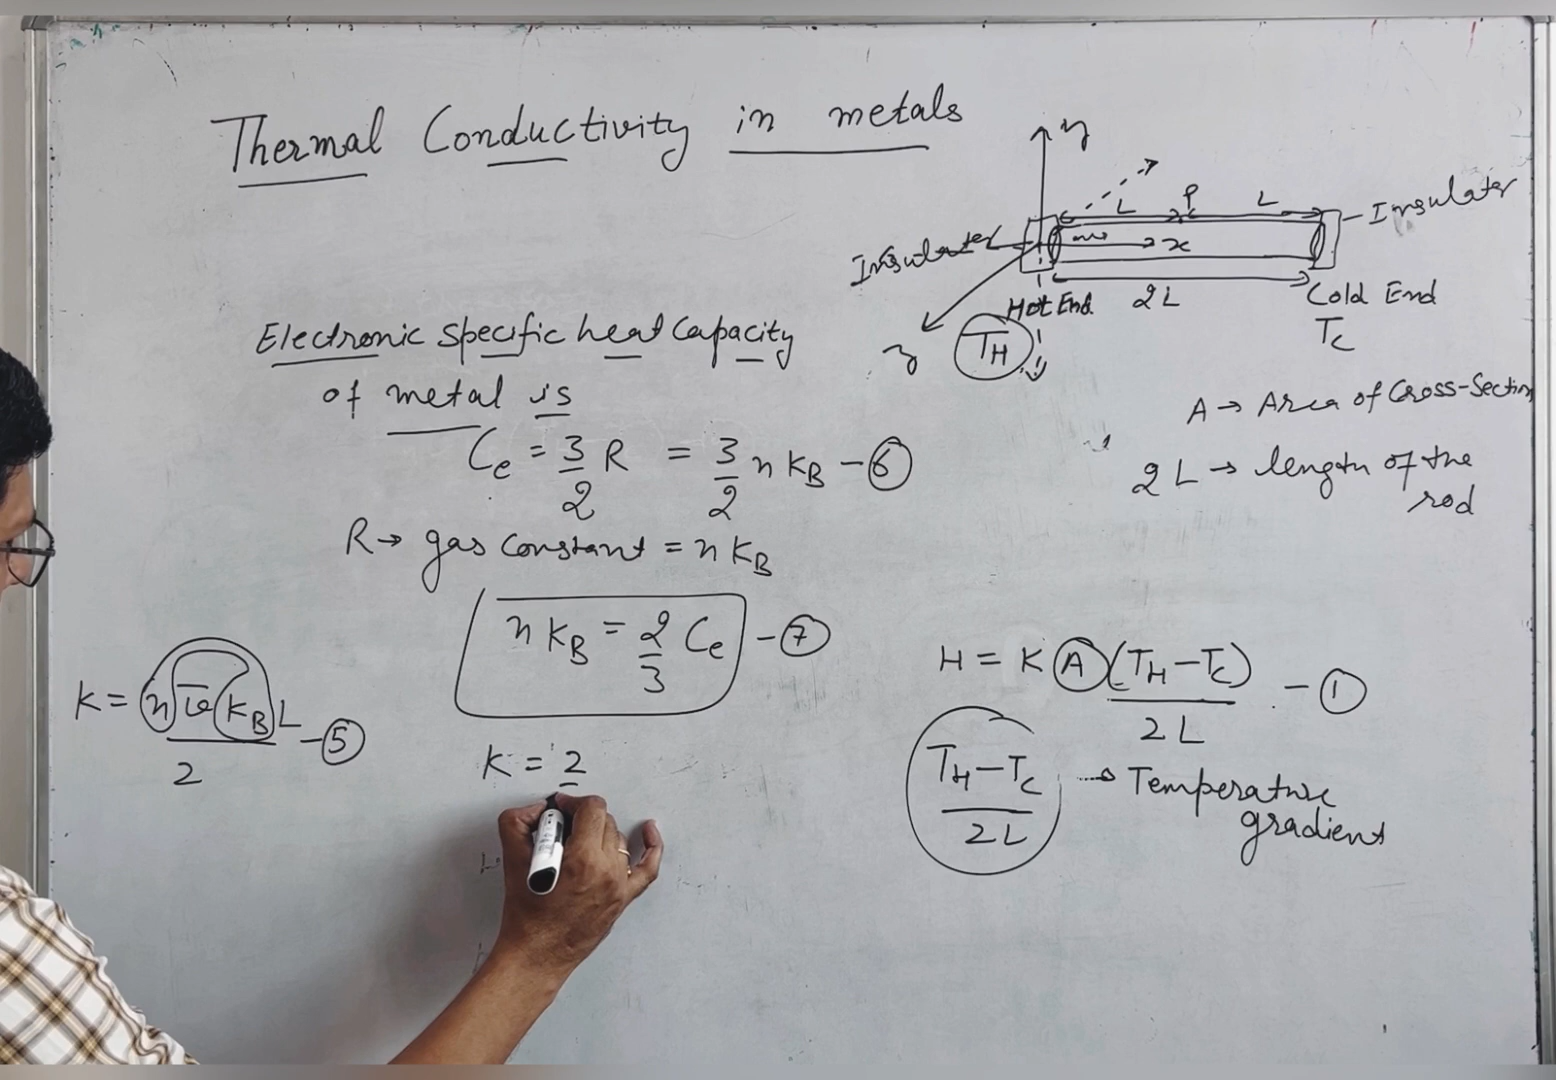 Thermal Conductivity in metals
y
L P L
Insulater
Insulater
x
Hot End.
2L
Cold End
T_H
T_C
Electronic specific heat capacity
of metal is
C_e = 3/2 R = 3/2 n K_B - ⑥
R → gas constant = n K_B
n K_B = 2/3 C_e - ⑦
K = n v̅ K_B L / 2 - ⑤
K = 2
A → Area of Cross-Section
2L → length of the
rod
H = K A (T_H - T_C) / 2L - ①
T_H - T_C / 2L → Temperature
gradient